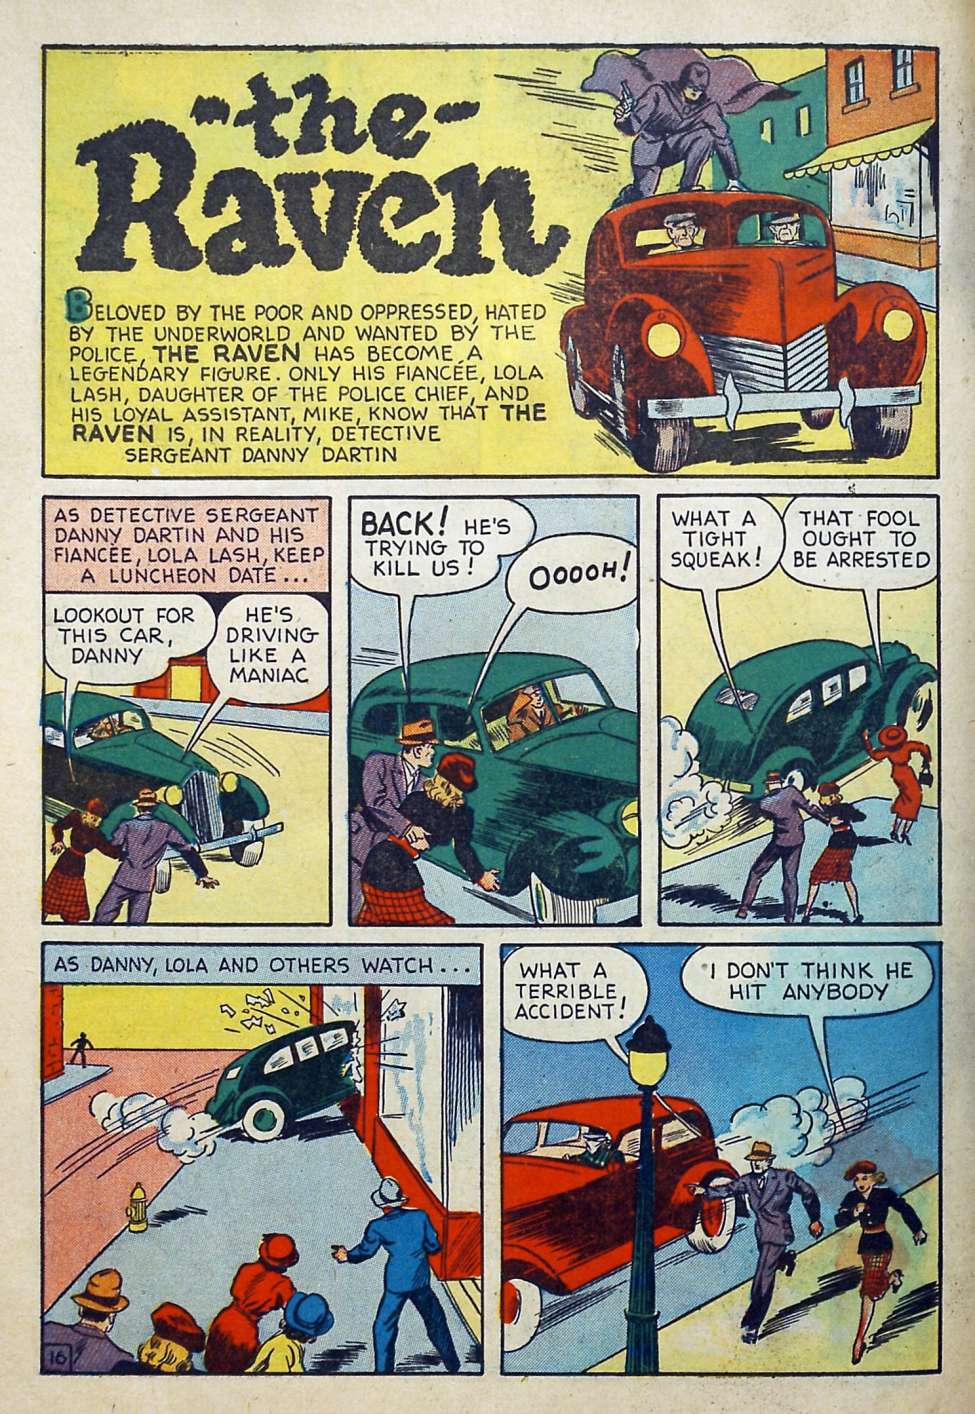 -the-
Raven
BELOVED BY THE POOR AND OPPRESSED, HATED
BY THE UNDERWORLD AND WANTED BY THE
POLICE, THE RAVEN HAS BECOME A
LEGENDARY FIGURE. ONLY HIS FIANCÉE, LOLA
LASH, DAUGHTER OF THE POLICE CHIEF, AND
HIS LOYAL ASSISTANT, MIKE, KNOW THAT THE
RAVEN IS, IN REALITY, DETECTIVE
SERGEANT DANNY DARTIN
AS DETECTIVE SERGEANT
DANNY DARTIN AND HIS
FIANCÉE, LOLA LASH, KEEP
A LUNCHEON DATE...
LOOKOUT FOR
THIS CAR,
DANNY
HE'S
DRIVING
LIKE A
MANIAC
BACK! HE'S
TRYING TO
KILL US!
OOOOH!
WHAT A
TIGHT
SQUEAK!
THAT FOOL
OUGHT TO
BE ARRESTED
AS DANNY, LOLA AND OTHERS WATCH...
16
WHAT A
TERRIBLE
ACCIDENT!
I DON'T THINK HE
HIT ANYBODY